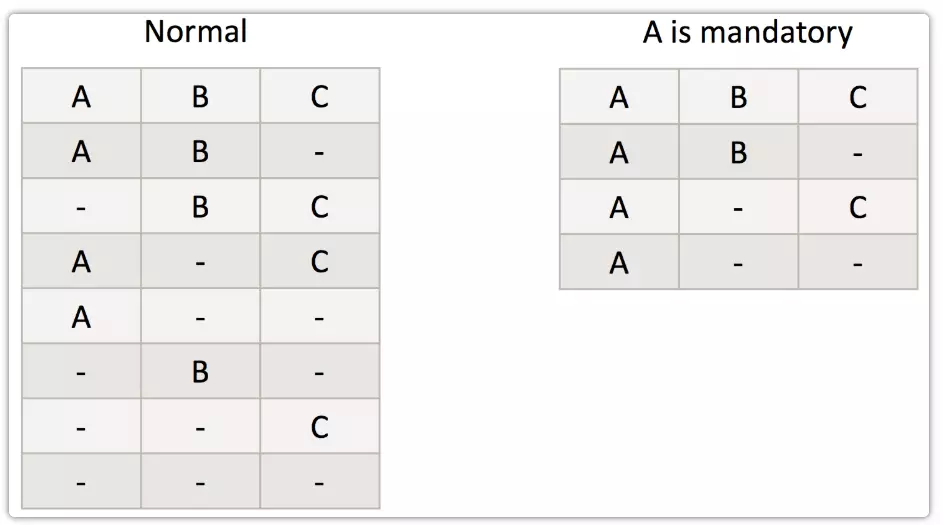 Normal
A B C
A B -
- B C
A - C
A - -
- B -
- - C
- - -
A is mandatory
A B C
A B -
A - C
A - -